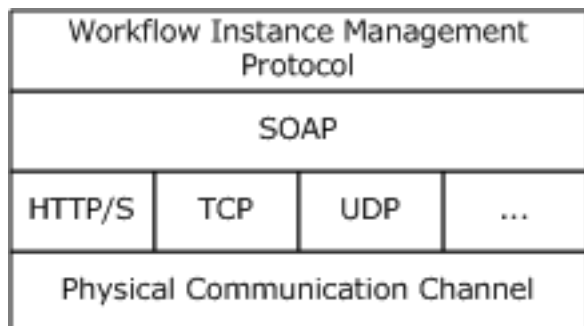 Workflow Instance Management
Protocol
SOAP
HTTP/S TCP UDP ...
Physical Communication Channel